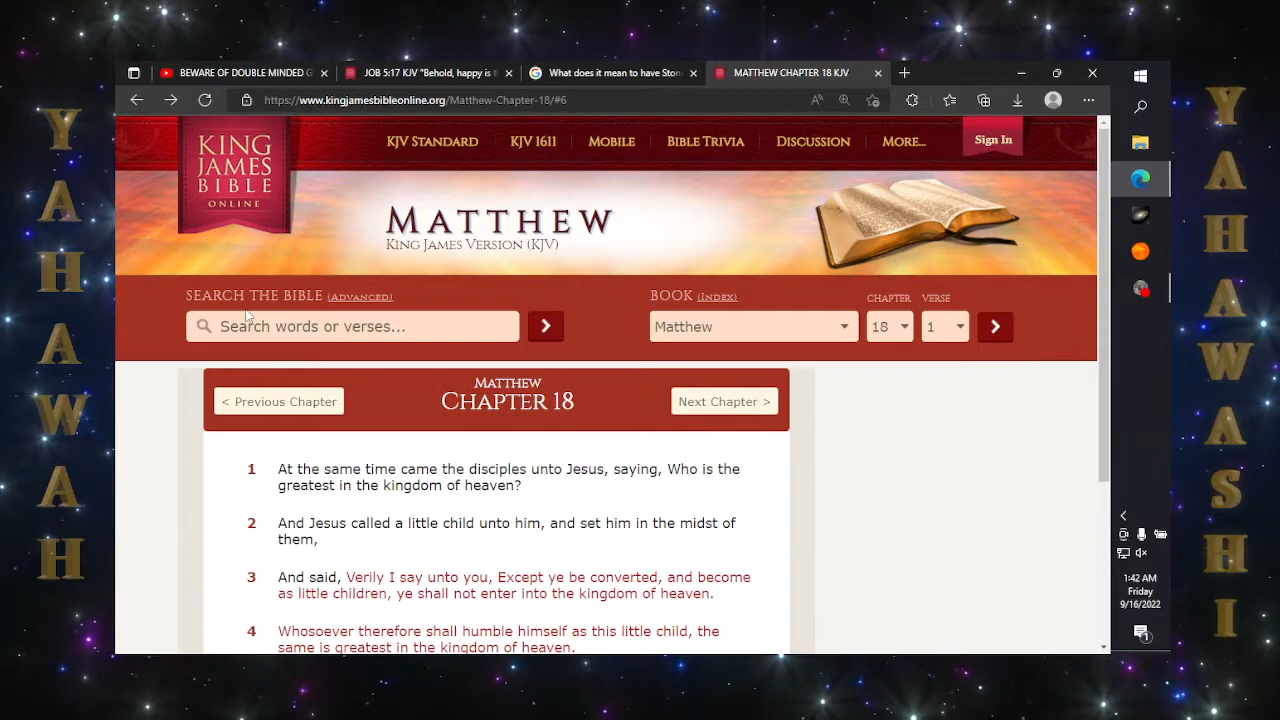 YAHAWAH
YAHAWASHI
BEWARE OF DOUBLE MINDED G
JOB 5:17 KJV "Behold, happy is t
What does it mean to have Ston
MATTHEW CHAPTER 18 KJV
https://www.kingjamesbibleonline.org/Matthew-Chapter-18/#6
KING
JAMES
BIBLE
ONLINE
KJV STANDARD
KJV 1611
MOBILE
BIBLE TRIVIA
DISCUSSION
MORE...
Sign In
MATTHEW
KING JAMES VERSION (KJV)
SEARCH THE BIBLE (ADVANCED)
Search words or verses...
BOOK (INDEX)
CHAPTER
VERSE
Matthew
18
1
< Previous Chapter
MATTHEW
CHAPTER 18
Next Chapter >
1 At the same time came the disciples unto Jesus, saying, Who is the
greatest in the kingdom of heaven?
2 And Jesus called a little child unto him, and set him in the midst of
them,
3 And said, Verily I say unto you, Except ye be converted, and become
as little children, ye shall not enter into the kingdom of heaven.
4 Whosoever therefore shall humble himself as this little child, the
same is greatest in the kingdom of heaven.
1:42 AM
Friday
9/16/2022
1